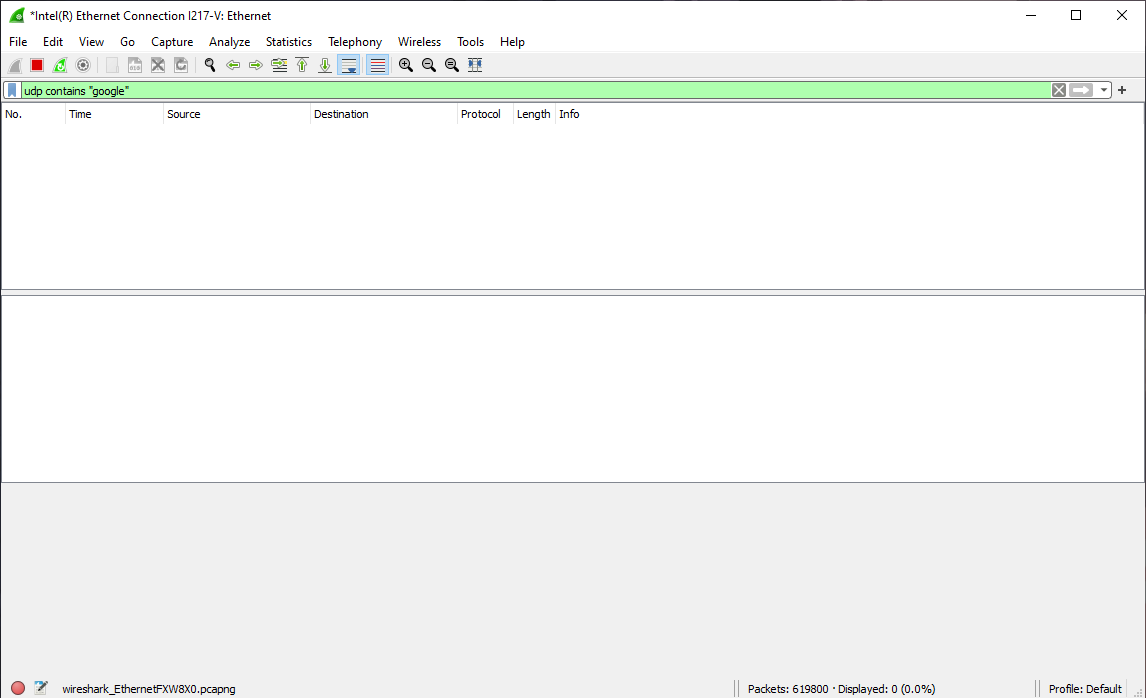 *Intel(R) Ethernet Connection I217-V: Ethernet
File Edit View Go Capture Analyze Statistics Telephony Wireless Tools Help
udp contains "google"
No. Time Source Destination Protocol Length Info
wireshark_EthernetFXW8X0.pcapng Packets: 619800 · Displayed: 0 (0.0%) Profile: Default